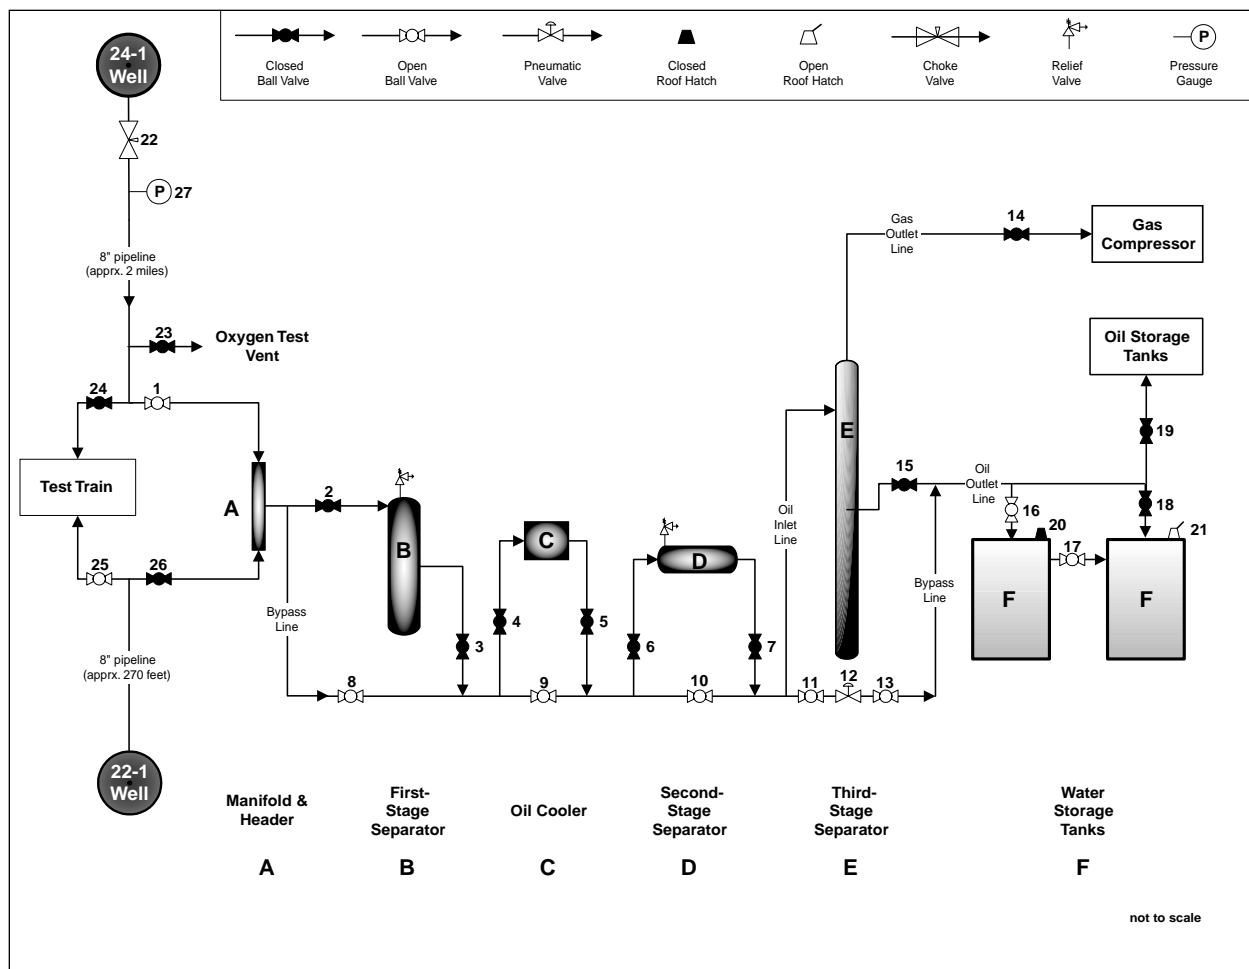 24-1
Well
Closed
Ball Valve
Open
Ball Valve
Pneumatic
Valve
Closed
Roof Hatch
Open
Roof Hatch
Choke
Valve
Relief
Valve
P
Pressure
Gauge
22
P
27
8" pipeline
(apprx. 2 miles)
Gas
Outlet
Line
14
Gas
Compressor
23
Oxygen Test
Vent
Oil Storage
Tanks
24
1
19
E
Test Train
A
2
15
Oil
Outlet
Line
16
18
20
21
B
Oil
Inlet
Line
C
D
17
25
26
F
F
Bypass
Line
Bypass
Line
3
4
5
6
7
8" pipeline
(apprx. 270 feet)
8
9
10
11
12
13
22-1
Well
Manifold &
Header
A
First-
Stage
Separator
B
Oil Cooler
C
Second-
Stage
Separator
D
Third-
Stage
Separator
E
Water
Storage
Tanks
F
not to scale